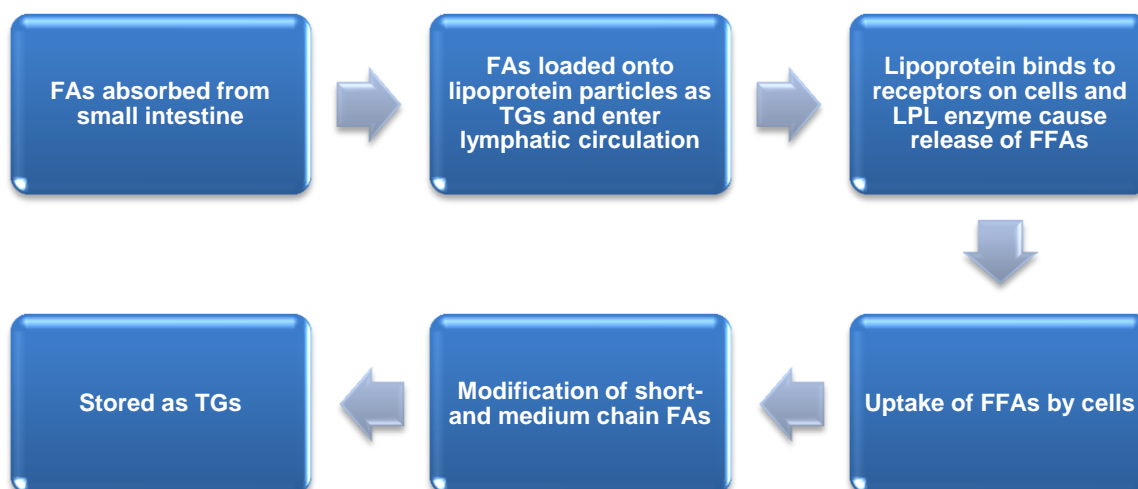 FAs absorbed from
small intestine
FAs loaded onto
lipoprotein particles as
TGs and enter
lymphatic circulation
Lipoprotein binds to
receptors on cells and
LPL enzyme cause
release of FFAs
Uptake of FFAs by cells
Modification of short-
and medium chain FAs
Stored as TGs